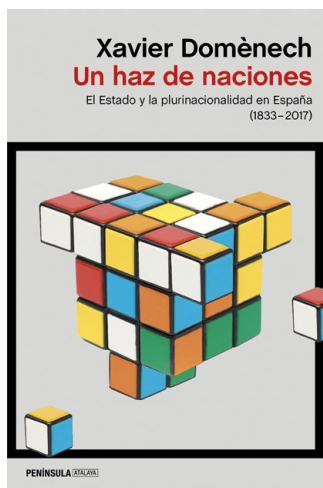 Xavier Domènech
Un haz de naciones
El Estado y la plurinacionalidad en España
(1833–2017)
PENÍNSULA ATALAYA